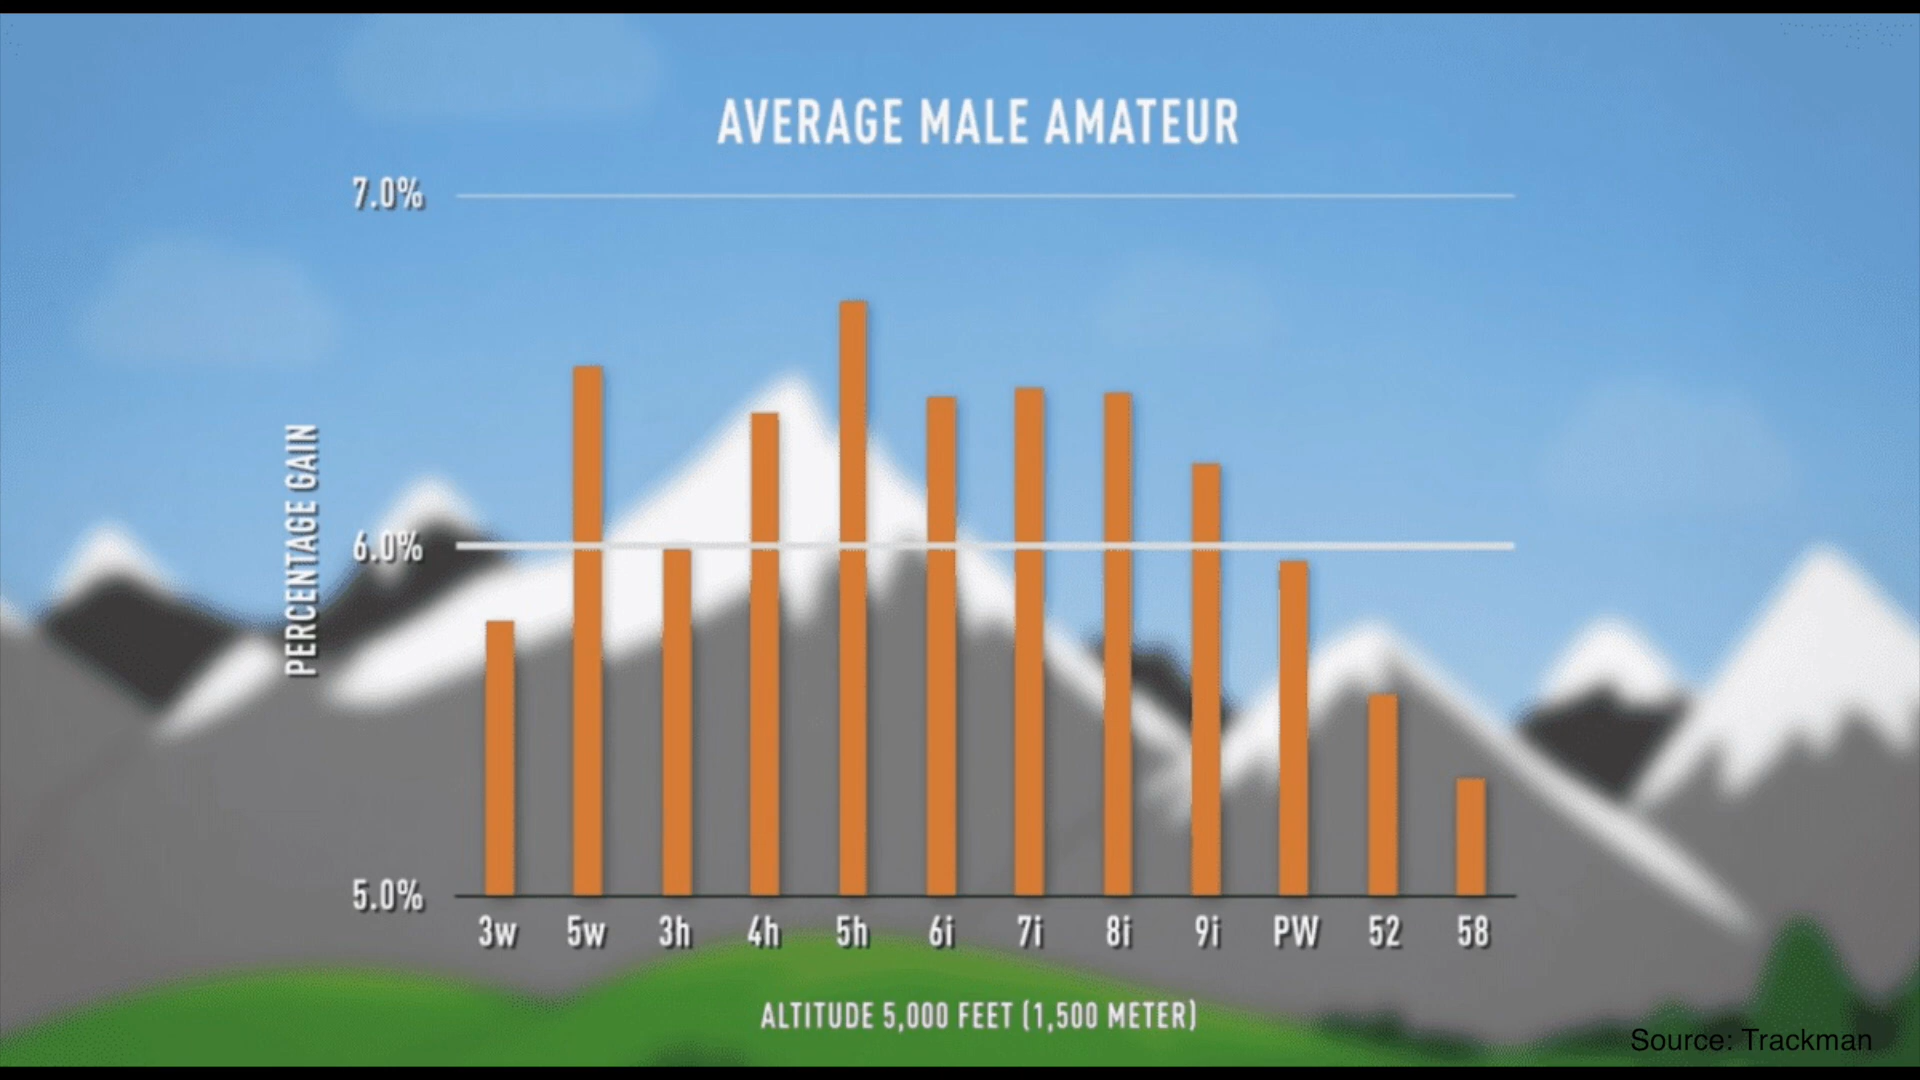 AVERAGE MALE AMATEUR
7.0%
6.0%
5.0%
PERCENTAGE GAIN
3w 5w 3h 4h 5h 6i 7i 8i 9i PW 52 58
ALTITUDE 5,000 FEET (1,500 METER)
Source: Trackman